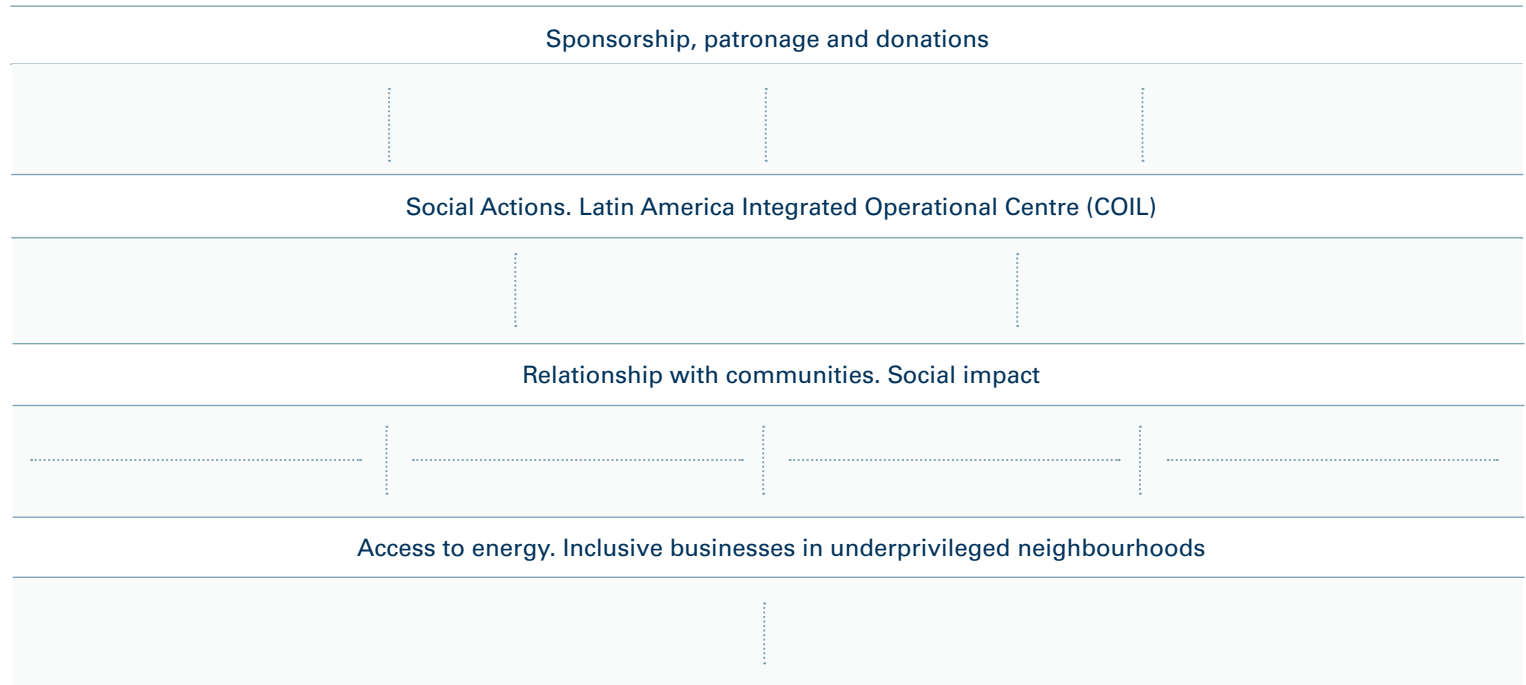 Sponsorship, patronage and donations
Social Actions. Latin America Integrated Operational Centre (COIL)
Relationship with communities. Social impact
Access to energy. Inclusive businesses in underprivileged neighbourhoods